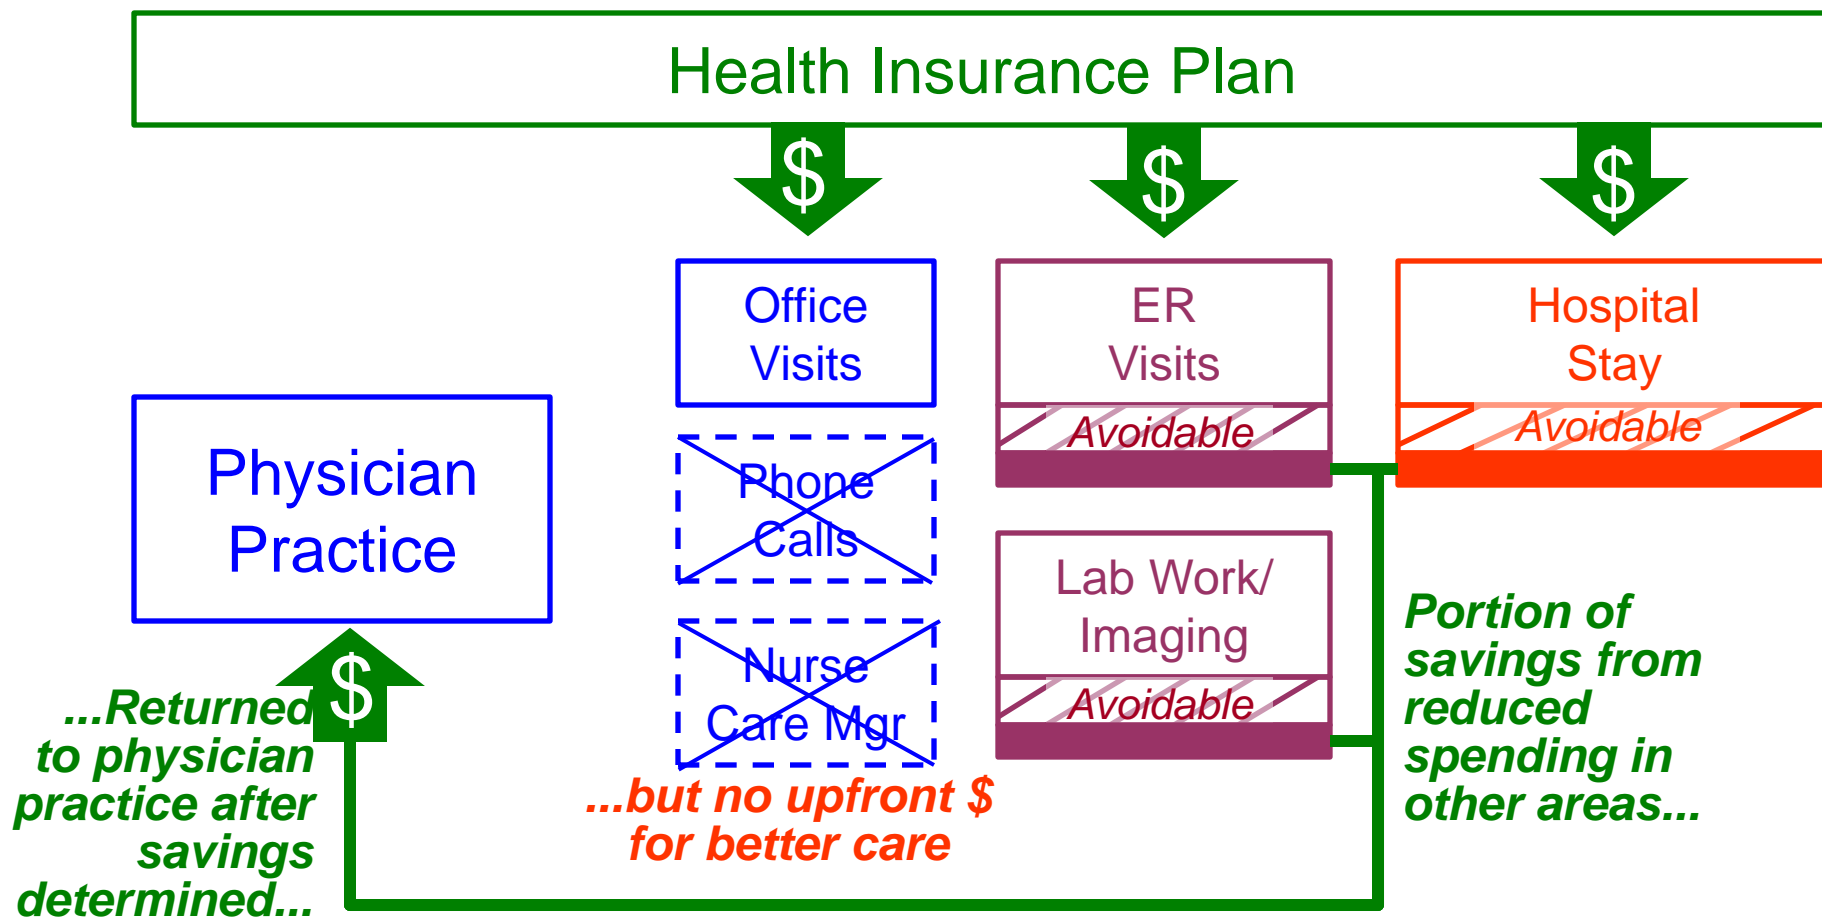 Health Insurance Plan
$
$
$
Office
Visits
ER
Visits
Avoidable
Hospital
Stay
Avoidable
Physician
Practice
Phone
Calls
Lab Work/
Imaging
Avoidable
Nurse
Care Mgr
Portion of
savings from
reduced
spending in
other areas...
$
...Returned
to physician
practice after
savings
determined...
...but no upfront $
for better care